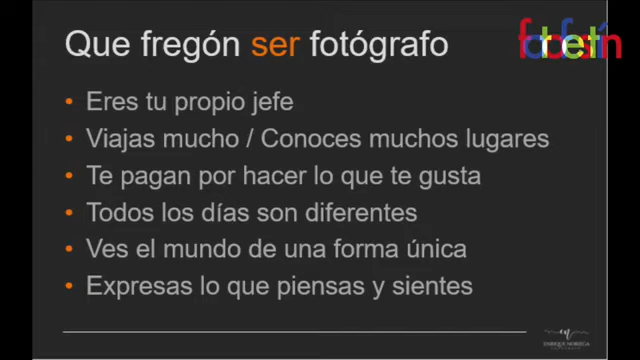 Que fregón ser fotógrafo
• Eres tu propio jefe
• Viajas mucho / Conoces muchos lugares
• Te pagan por hacer lo que te gusta
• Todos los días son diferentes
• Ves el mundo de una forma única
• Expresas lo que piensas y sientes
ENRIQUE NORIEGA